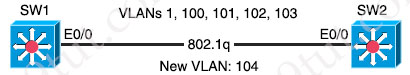 SW1 VLANs 1, 100, 101, 102, 103 SW2
E0/0 E0/0
802.1q
New VLAN: 104